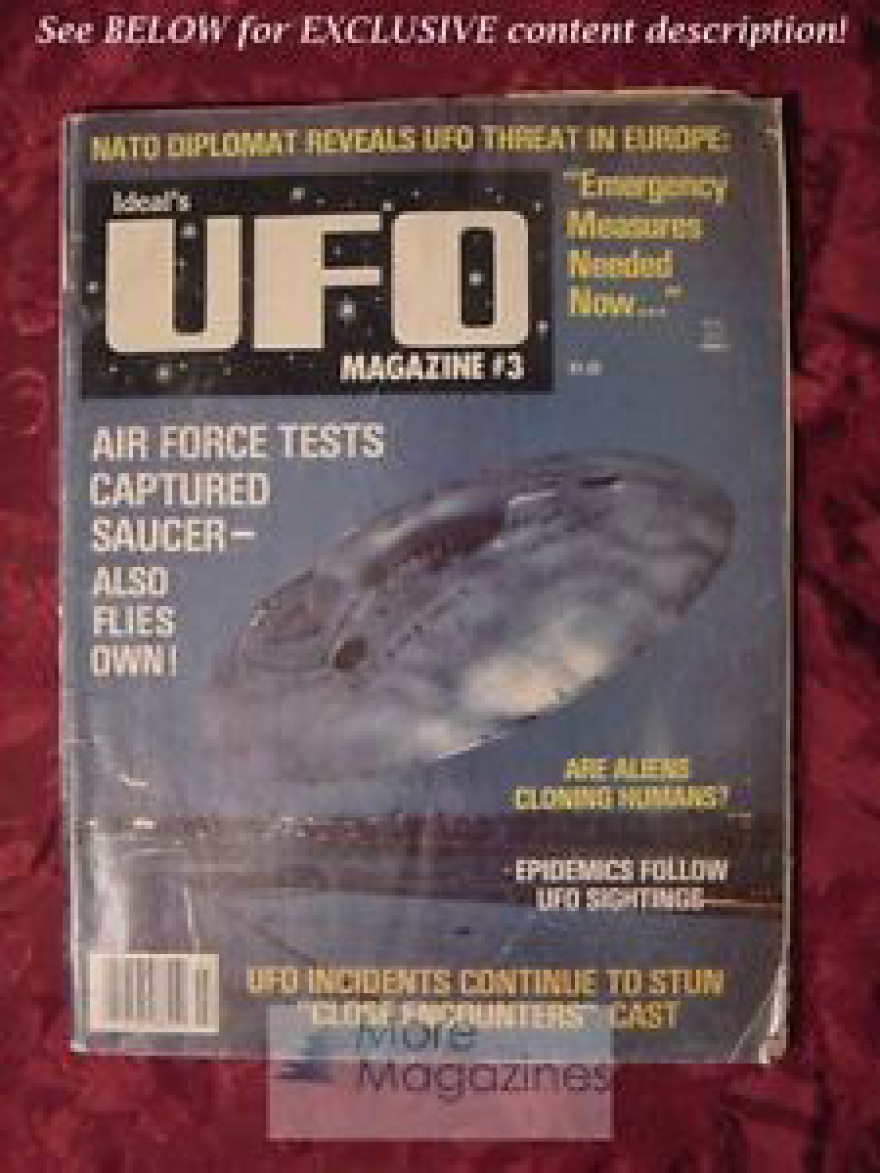 See BELOW for EXCLUSIVE content description!
NATO DIPLOMAT REVEALS UFO THREAT IN EUROPE:
"Emergency
Measures
Needed
Now..."
Ideal's
UFO
MAGAZINE #3
AIR FORCE TESTS
CAPTURED
SAUCER—
ALSO
FLIES
OWN!
ARE ALIENS
CLONING HUMANS?
EPIDEMICS FOLLOW
UFO SIGHTINGS
UFO INCIDENTS CONTINUE TO STUN
"CLOSE ENCOUNTERS" CAST
More
Magazines